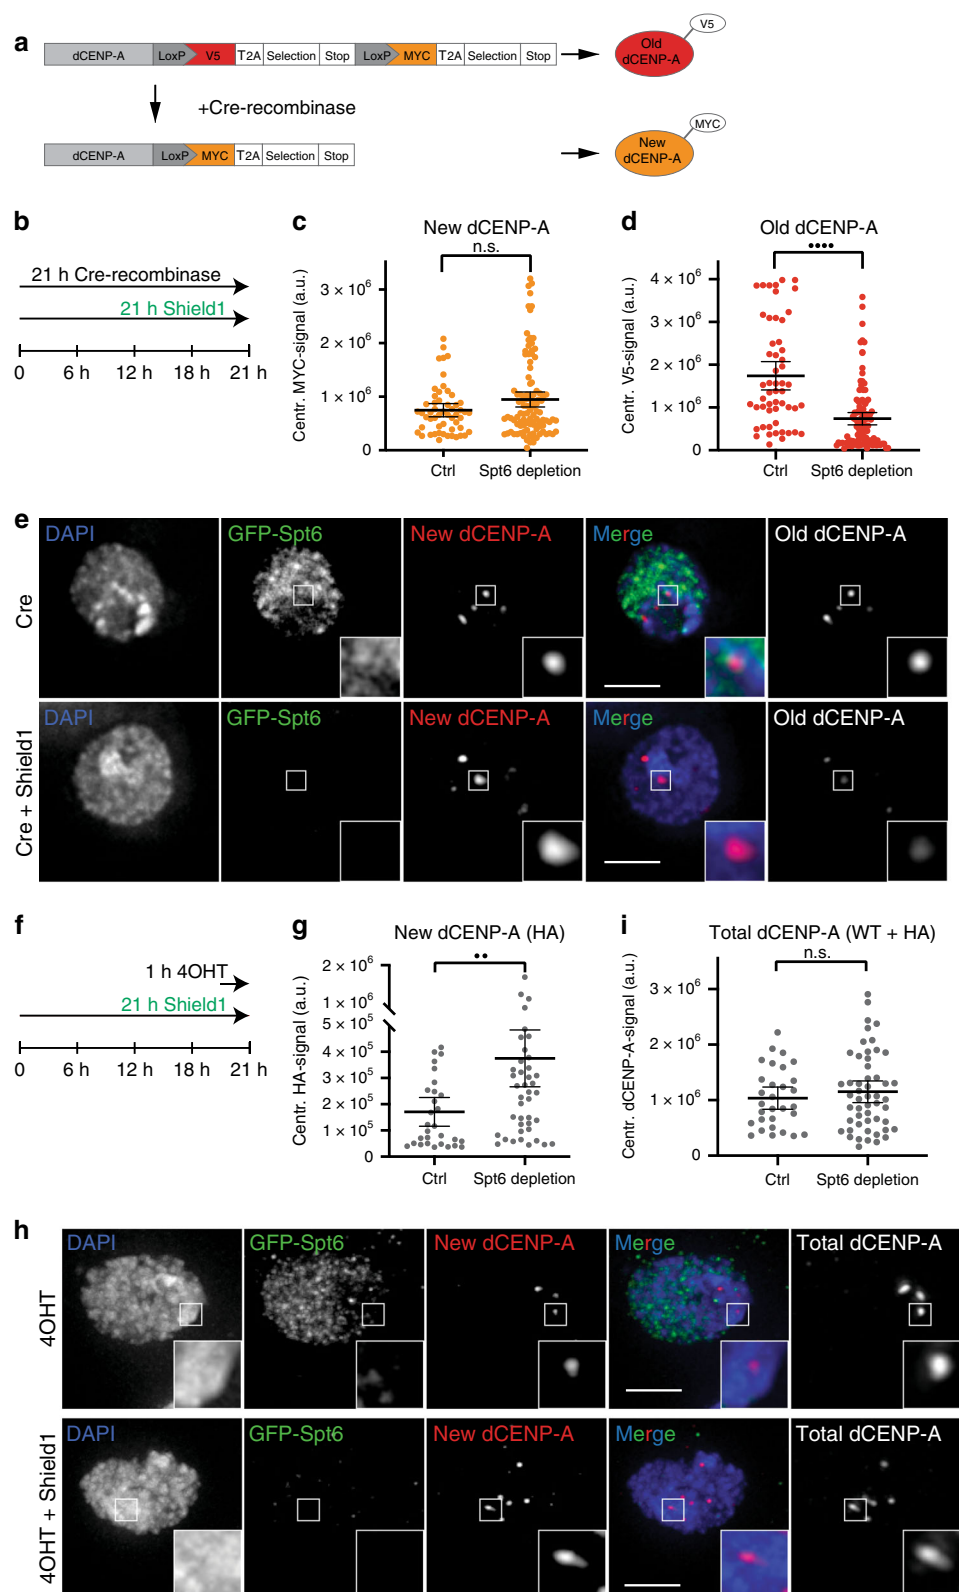 a
dCENP-A LoxP V5 T2A Selection Stop LoxP MYC T2A Selection Stop
V5
Old dCENP-A
+Cre-recombinase
dCENP-A LoxP MYC T2A Selection Stop
MYC
New dCENP-A
b
21 h Cre-recombinase
21 h Shield1
0 6 h 12 h 18 h 21 h
c
New dCENP-A
n.s.
Centr. MYC-signal (a.u.)
3 × 10⁶
2 × 10⁶
1 × 10⁶
0
Ctrl Spt6 depletion
d
Old dCENP-A
••••
Centr. V5-signal (a.u.)
4 × 10⁶
3 × 10⁶
2 × 10⁶
1 × 10⁶
0
Ctrl Spt6 depletion
e
Cre
DAPI GFP-Spt6 New dCENP-A Merge Old dCENP-A
Cre + Shield1
DAPI GFP-Spt6 New dCENP-A Merge Old dCENP-A
f
1 h 4OHT
21 h Shield1
0 6 h 12 h 18 h 21 h
g
New dCENP-A (HA)
••
Centr. HA-signal (a.u.)
2 × 10⁶
1 × 10⁶
5 × 10⁵
4 × 10⁵
3 × 10⁵
2 × 10⁵
1 × 10⁵
0
Ctrl Spt6 depletion
i
Total dCENP-A (WT + HA)
n.s.
Centr. dCENP-A-signal (a.u.)
3 × 10⁶
2 × 10⁶
1 × 10⁶
0
Ctrl Spt6 depletion
h
4OHT
DAPI GFP-Spt6 New dCENP-A Merge Total dCENP-A
4OHT + Shield1
DAPI GFP-Spt6 New dCENP-A Merge Total dCENP-A